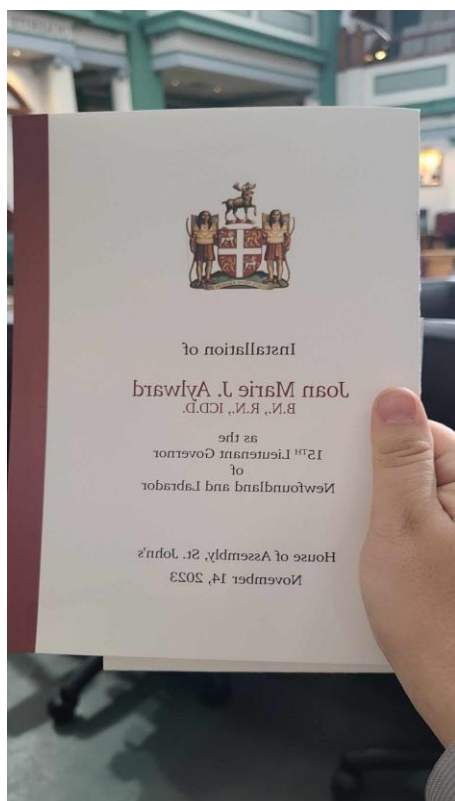 Installation of
Joan Marie J. Aylward
B.N., R.N., ICD.D.
as the
15TH Lieutenant Governor
of
Newfoundland and Labrador
House of Assembly, St. John's
November 14, 2023